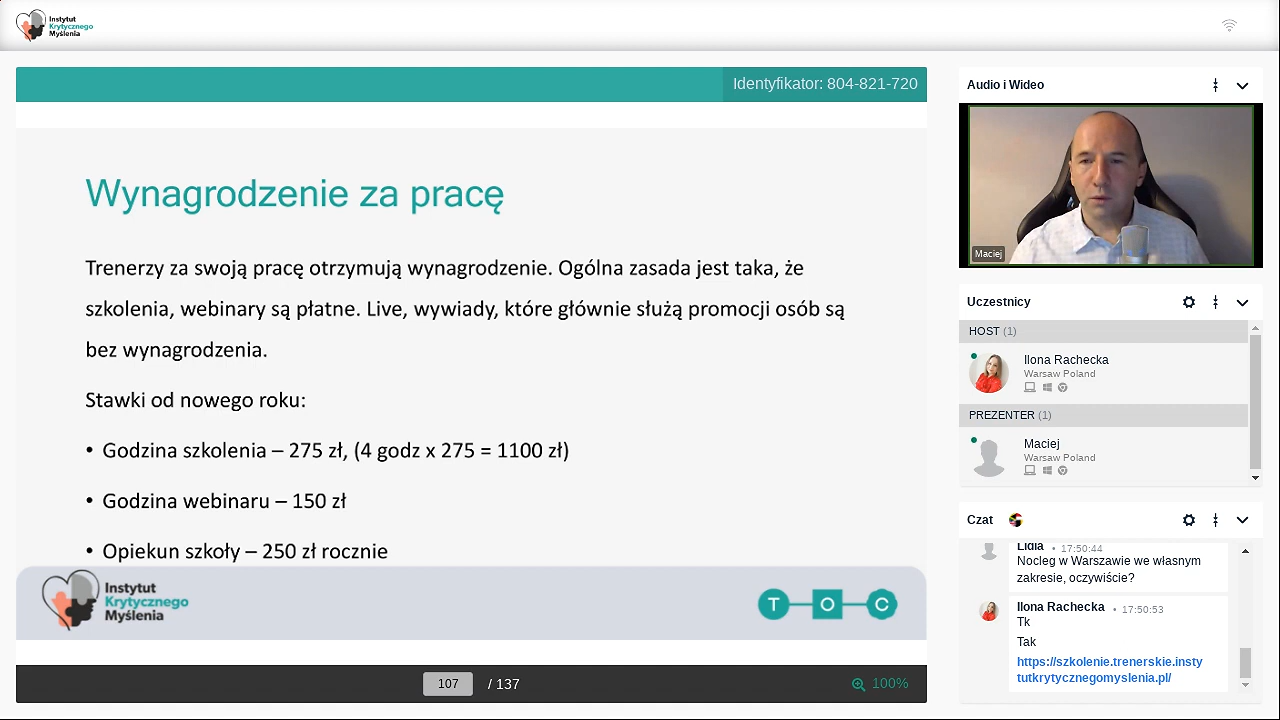 Instytut
Krytycznego
Myślenia
Identyfikator: 804-821-720
Wynagrodzenie za pracę
Trenerzy za swoją pracę otrzymują wynagrodzenie. Ogólna zasada jest taka, że
szkolenia, webinary są płatne. Live, wywiady, które głównie służą promocji osób są
bez wynagrodzenia.
Stawki od nowego roku:
• Godzina szkolenia – 275 zł, (4 godz x 275 = 1100 zł)
• Godzina webinaru – 150 zł
• Opiekun szkoły – 250 zł rocznie
Instytut
Krytycznego
Myślenia
T O C
107 / 137
100%
Audio i Wideo
Maciej
Uczestnicy
HOST (1)
Ilona Rachecka
Warsaw Poland
PREZENTER (1)
Maciej
Warsaw Poland
Czat
Lidia • 17:50:44
Nocleg w Warszawie we własnym
zakresie, oczywiście?
Ilona Rachecka • 17:50:53
Tk
Tak
https://szkolenie.trenerskie.insty
tutkrytycznegomyslenia.pl/